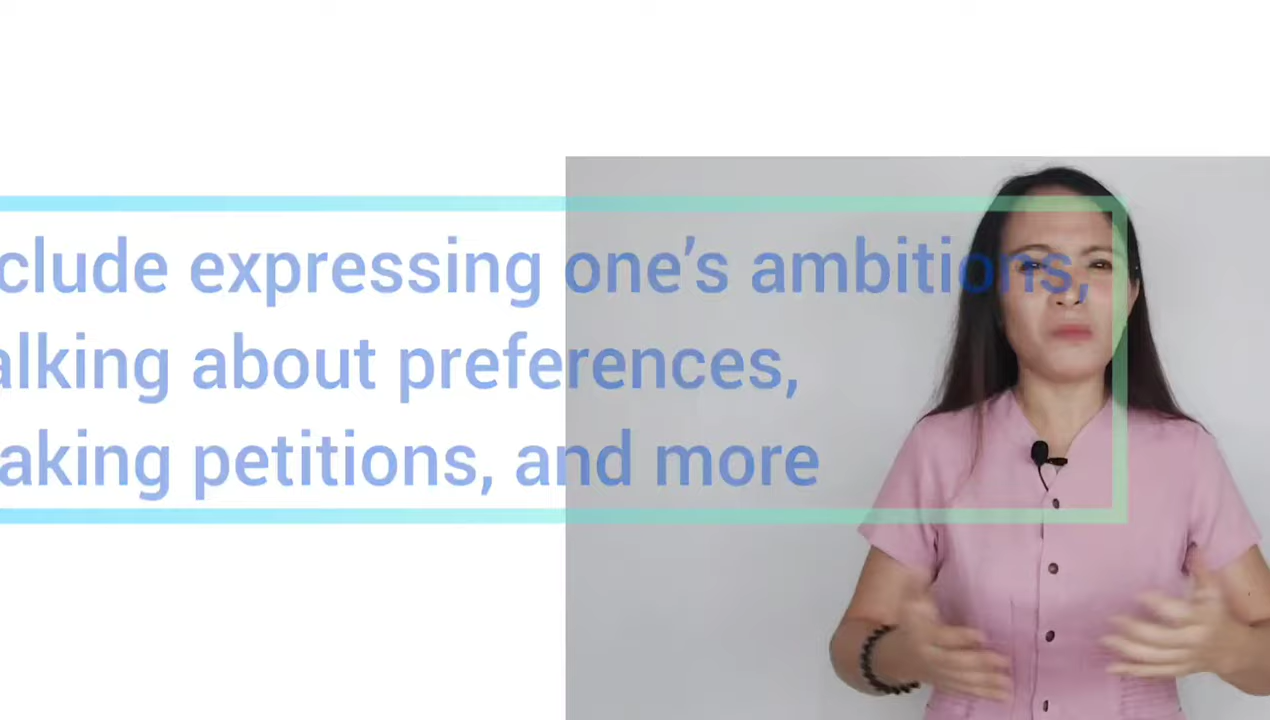 clude expressing one’s ambitions,
alking about preferences,
aking petitions, and more